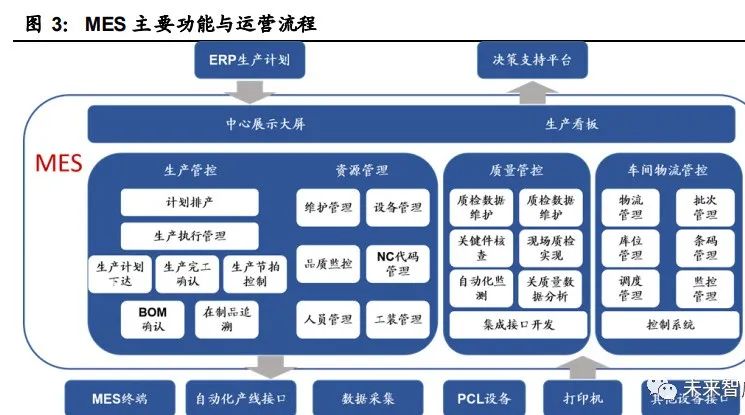 图 3：MES 主要功能与运营流程
ERP生产计划
决策支持平台
中心展示大屏
生产看板
MES
生产管控
计划排产
生产执行管理
生产计划
下达
生产完工
确认
生产节拍
控制
BOM
确认
在制品追
溯
资源管理
维护管理
设备管理
品质监控
NC代码
管理
人员管理
工装管理
质量管控
质检数据
维护
质检数据
维护
关健件核
查
现场质检
实现
自动化监
测
关质量数
据分析
集成接口开发
车间物流管控
物流
管理
批次
管理
库位
管理
条码
管理
调度
管理
监控
管理
控制系统
MES终端
自动化产线接口
数据采集
PCL设备
打印机
其他设备接口
未来智库